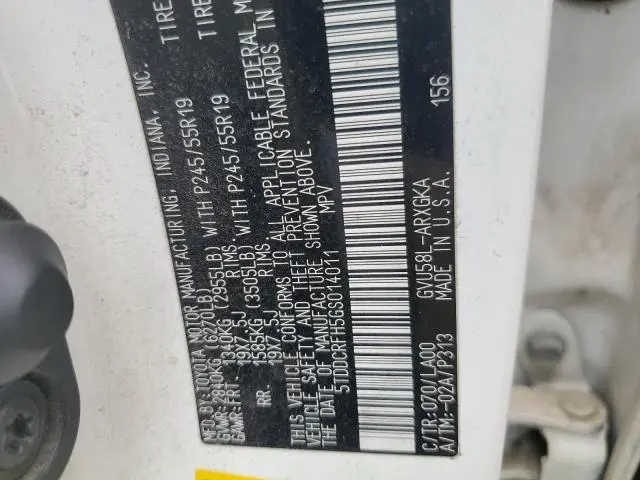 MFD. BY: TOYOTA MOTOR MANUFACTURING, INDIANA, INC.
GVWR: 2840KG (6270LB) TIRE
GAWR: FRT. 1340KG (2955LB) WITH P245/55R19 TIRE
19X7.5J RIMS
RR. 1585KG (3505LB) WITH P245/55R19
19X7.5J RIMS
THIS VEHICLE CONFORMS TO ALL APPLICABLE FEDERAL M
VEHICLE SAFETY AND THEFT PREVENTION STANDARDS
THE DATE OF MANUFACTURE SHOWN ABOVE.
5TDDCRFH5GS014011 MPV
C/TR:070/LA00 GVU58L-ARXGKA 156
A/TM:-02A/P313 MADE IN U.S.A.